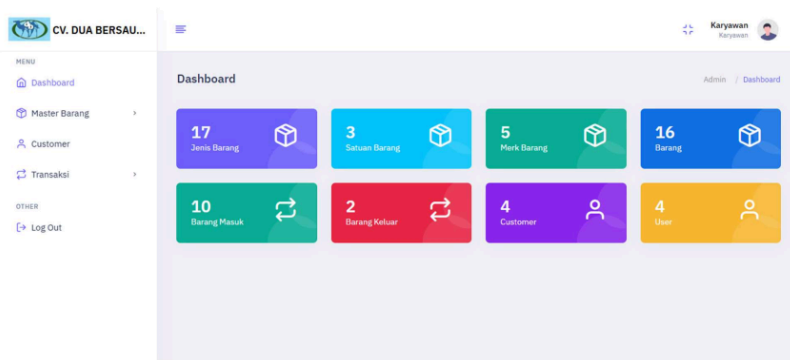 CV. DUA BERSAU...
Karyawan
Karyawan
MENU
Dashboard
Master Barang
Customer
Transaksi
OTHER
Log Out
Dashboard
Admin / Dashboard
17
Jenis Barang
3
Satuan Barang
5
Merk Barang
16
Barang
10
Barang Masuk
2
Barang Keluar
4
Customer
4
User